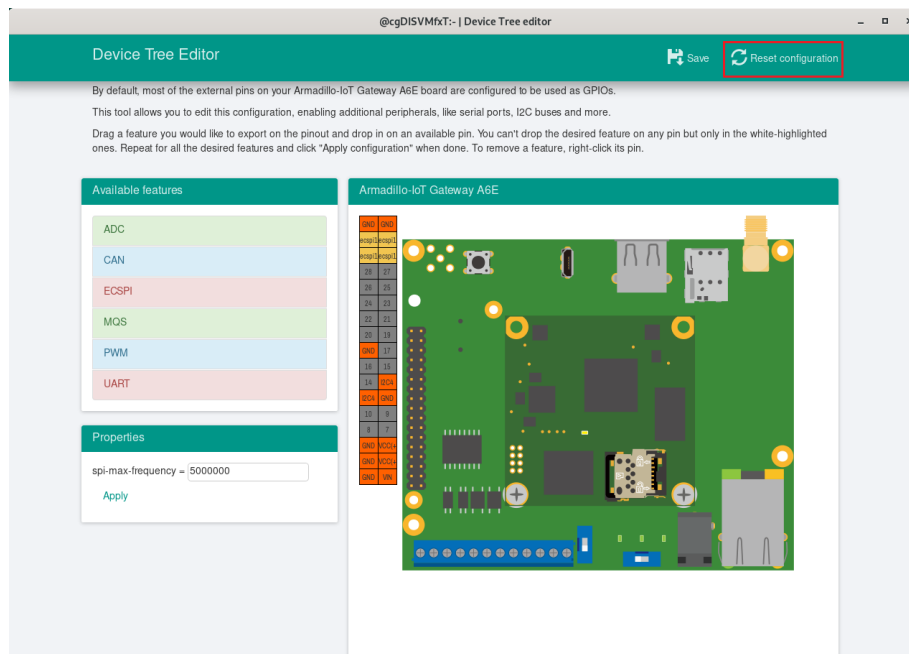 @cgDISVMfxT:- | Device Tree editor
Device Tree Editor
Save
Reset configuration
By default, most of the external pins on your Armadillo-IoT Gateway A6E board are configured to be used as GPIOs.
This tool allows you to edit this configuration, enabling additional peripherals, like serial ports, I2C buses and more.
Drag a feature you would like to export on the pinout and drop in on an available pin. You can't drop the desired feature on any pin but only in the white-highlighted
ones. Repeat for all the desired features and click "Apply configuration" when done. To remove a feature, right-click its pin.
Available features
ADC
CAN
ECSPI
MQS
PWM
UART
Properties
spi-max-frequency = 5000000
Apply
Armadillo-IoT Gateway A6E
GND GND
ecspi1 ecspi1
ecspi1 ecspi1
28 27
26 25
24 23
22 21
20 19
GND 17
16 15
14 I2C4
I2C4 GND
10 9
8 7
GND VCC(+
GND VCC(+
GND VIN